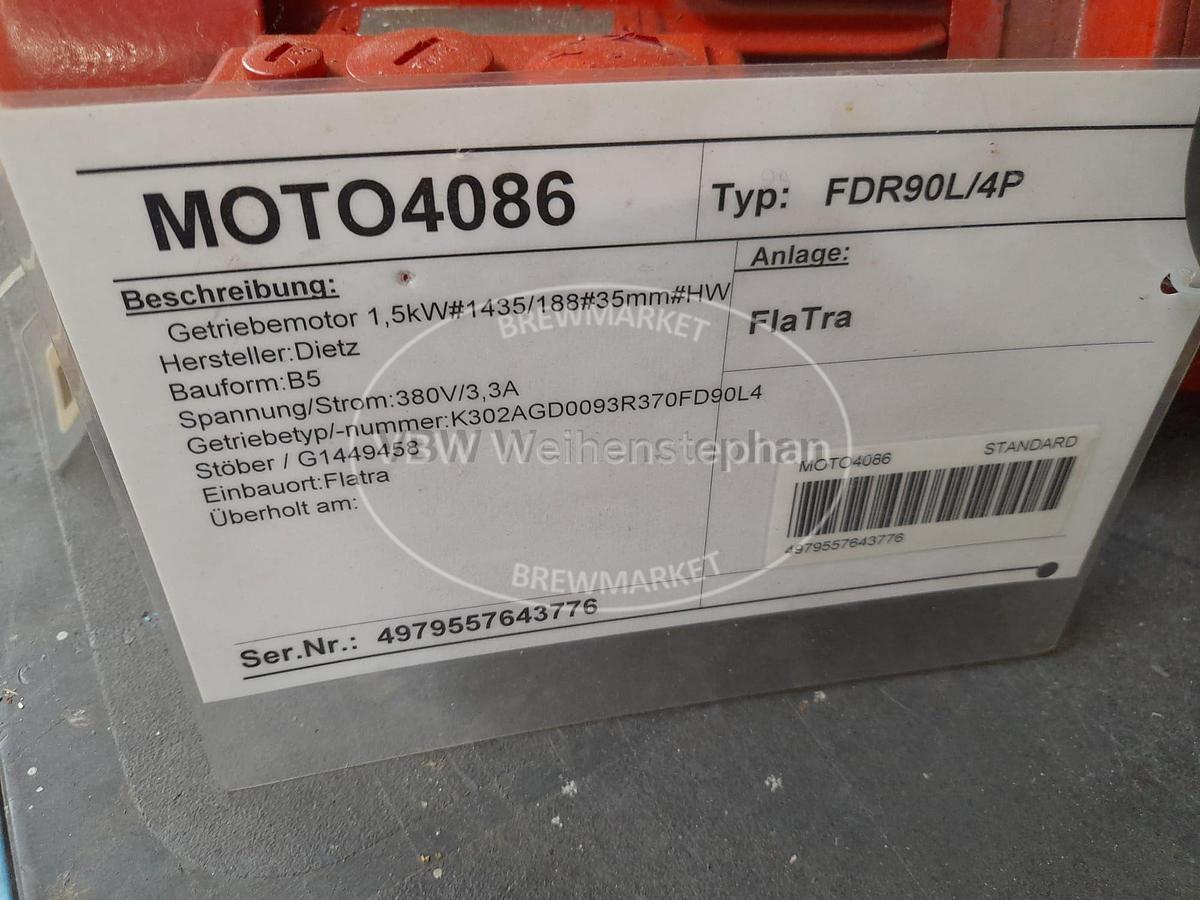 MOTO4086
Typ: FDR90L/4P
Beschreibung:
Getriebemotor 1,5kW#1435/188#35mm#HW
Hersteller:Dietz
Bauform:B5
Spannung/Strom:380V/3,3A
Getriebetyp/-nummer:K302AGD0093R370FD90L4
Stöber / G1449458
Einbauort:Flatra
Überholt am:
Anlage:
FlaTra
BREWMARKET
VBW Weihenstephan
BREWMARKET
MOTO4086 STANDARD
4979557643776
Ser.Nr.: 4979557643776